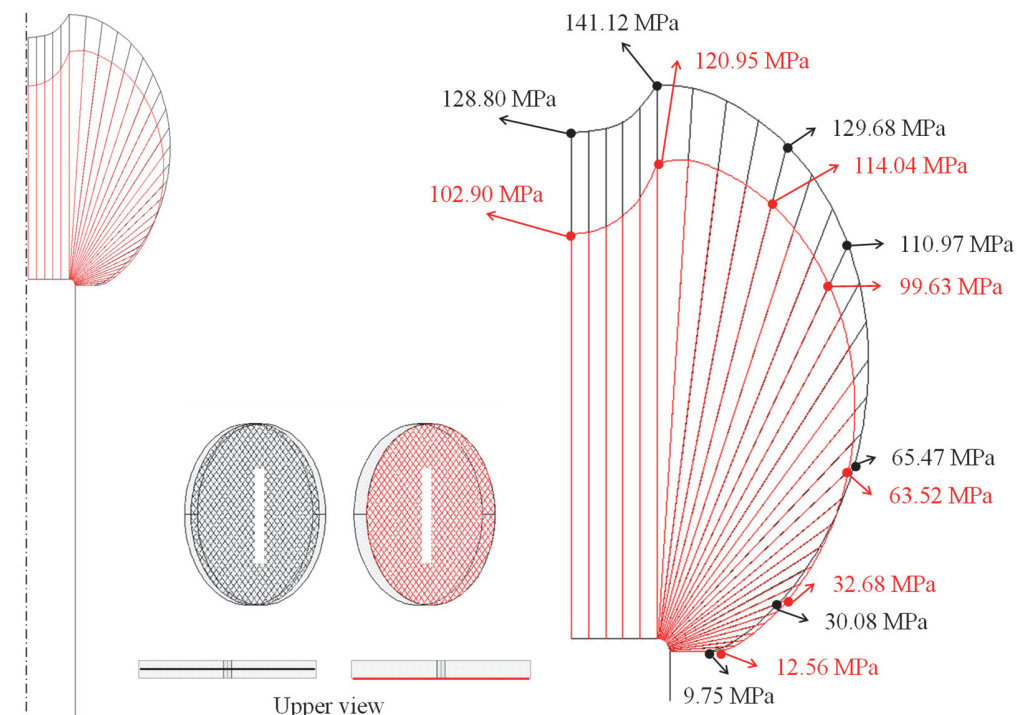 141.12 MPa
120.95 MPa
128.80 MPa
129.68 MPa
114.04 MPa
102.90 MPa
110.97 MPa
99.63 MPa
65.47 MPa
63.52 MPa
32.68 MPa
30.08 MPa
12.56 MPa
9.75 MPa
Upper view